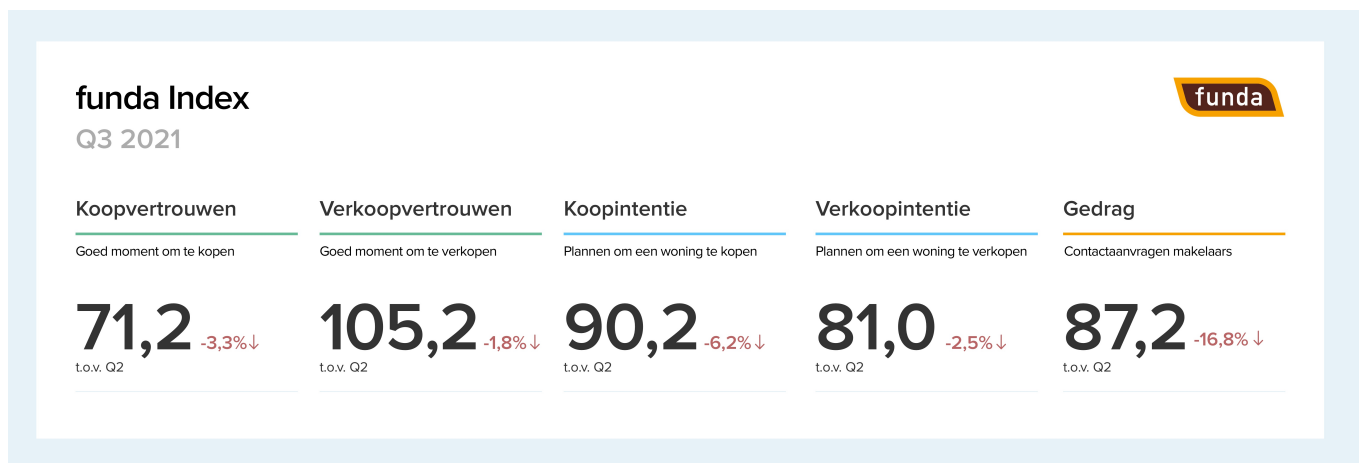 funda Index
funda
Q3 2021
Koopvertrouwen
Goed moment om te kopen
71,2 -3,3%↓
t.o.v. Q2
Verkoopvertrouwen
Goed moment om te verkopen
105,2 -1,8%↓
t.o.v. Q2
Koopintentie
Plannen om een woning te kopen
90,2 -6,2%↓
t.o.v. Q2
Verkoopintentie
Plannen om een woning te verkopen
81,0 -2,5%↓
t.o.v. Q2
Gedrag
Contactaanvragen makelaars
87,2 -16,8%↓
t.o.v. Q2